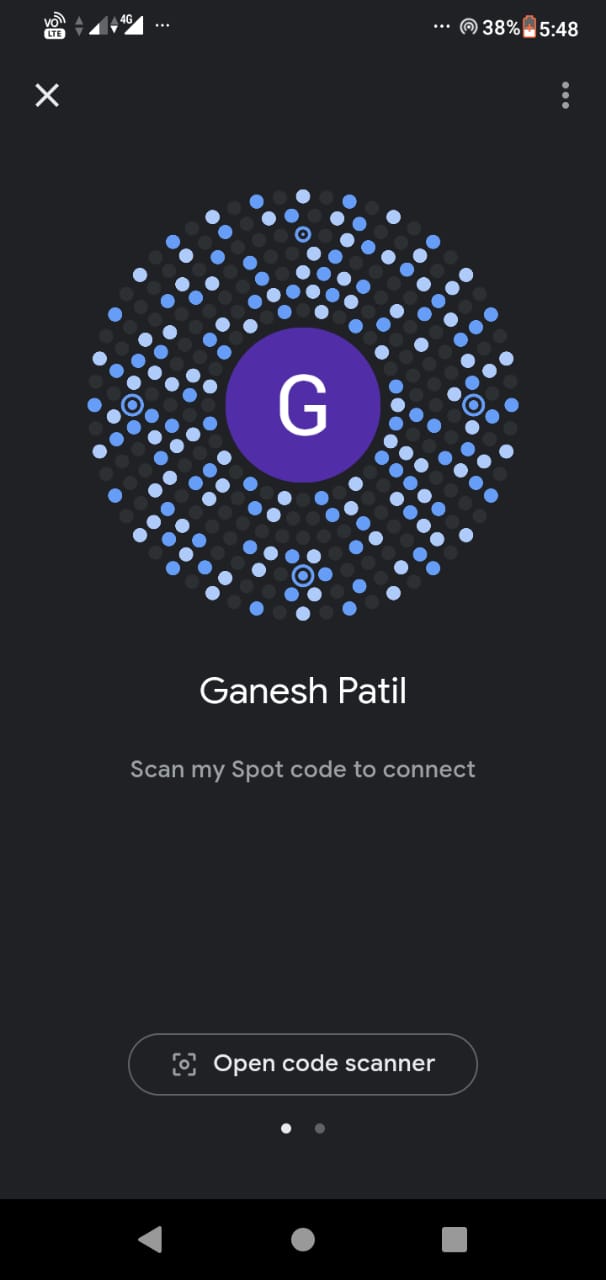 VO LTE 4G 38% 5:48
G
Ganesh Patil
Scan my Spot code to connect
Open code scanner